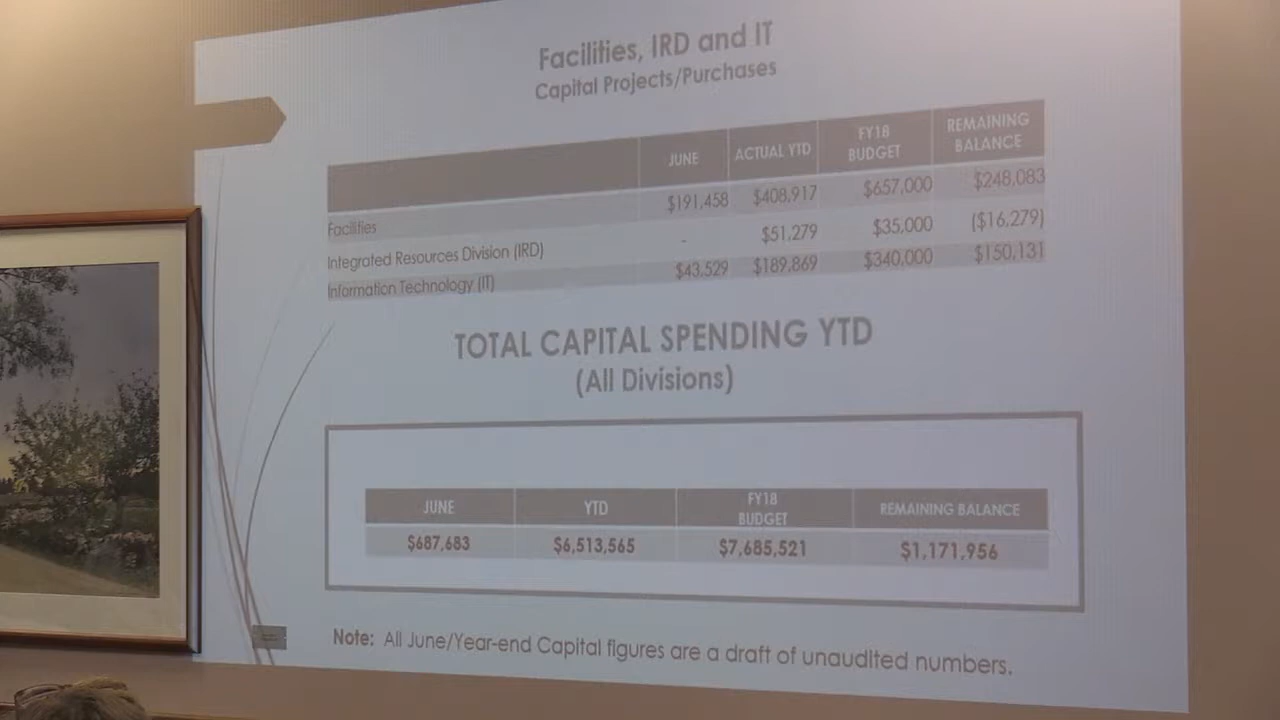 Facilities, IRD and IT
Capital Projects/Purchases
JUNE ACTUAL YTD FY18 BUDGET REMAINING BALANCE
Facilities $191,458 $408,917 $657,000 $248,083
Integrated Resources Division (IRD) - $51,279 $35,000 ($16,279)
Information Technology (IT) $43,529 $189,869 $340,000 $150,131
TOTAL CAPITAL SPENDING YTD
(All Divisions)
JUNE YTD FY18 BUDGET REMAINING BALANCE
$687,683 $6,513,565 $7,685,521 $1,171,956
Note: All June/Year-end Capital figures are a draft of unaudited numbers.